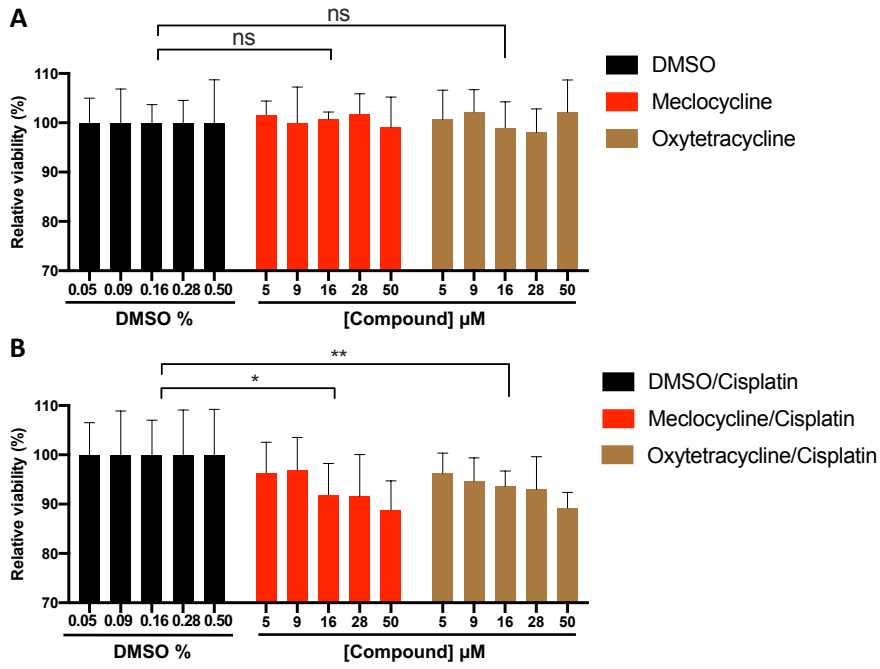 A
ns
ns
DMSO
Meclocycline
Oxytetracycline
Relative viability (%)
110
100
90
80
70
0.05 0.09 0.16 0.28 0.50
5 9 16 28 50
5 9 16 28 50
DMSO %
[Compound] µM
B
**
*
DMSO/Cisplatin
Meclocycline/Cisplatin
Oxytetracycline/Cisplatin
Relative viability (%)
110
100
90
80
70
0.05 0.09 0.16 0.28 0.50
5 9 16 28 50
5 9 16 28 50
DMSO %
[Compound] µM